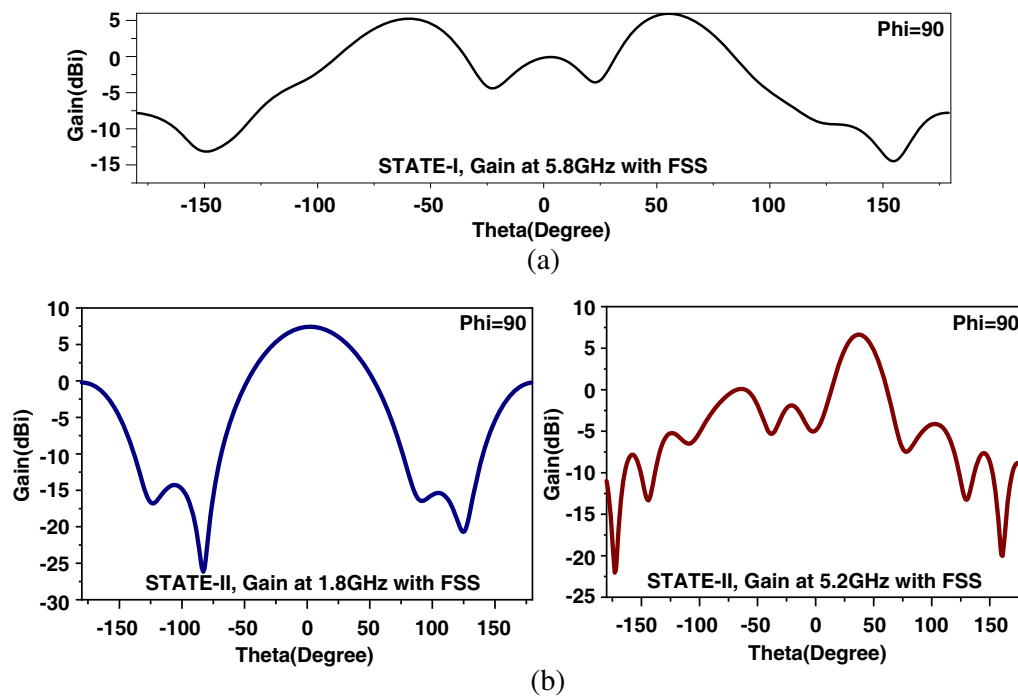 5
0
-5
-10
-15
Gain(dBi)
Phi=90
STATE-I, Gain at 5.8GHz with FSS
-150 -100 -50 0 50 100 150
Theta(Degree)
(a)
10
5
0
-5
-10
-15
-20
-25
-30
Gain(dBi)
Phi=90
STATE-II, Gain at 1.8GHz with FSS
-150 -100 -50 0 50 100 150
Theta(Degree)
10
5
0
-5
-10
-15
-20
-25
Gain(dBi)
Phi=90
STATE-II, Gain at 5.2GHz with FSS
-150 -100 -50 0 50 100 150
Theta(Degree)
(b)